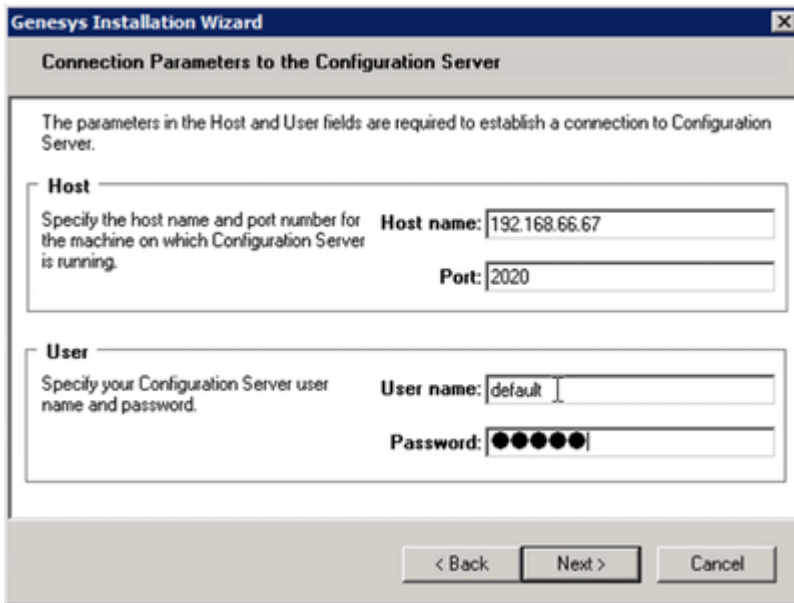 Genesys Installation Wizard
Connection Parameters to the Configuration Server
The parameters in the Host and User fields are required to establish a connection to Configuration
Server.
Host
Specify the host name and port number for
the machine on which Configuration Server
is running.
Host name: 192.168.66.67
Port: 2020
User
Specify your Configuration Server user
name and password.
User name: default
Password: ●●●●●
< Back Next > Cancel